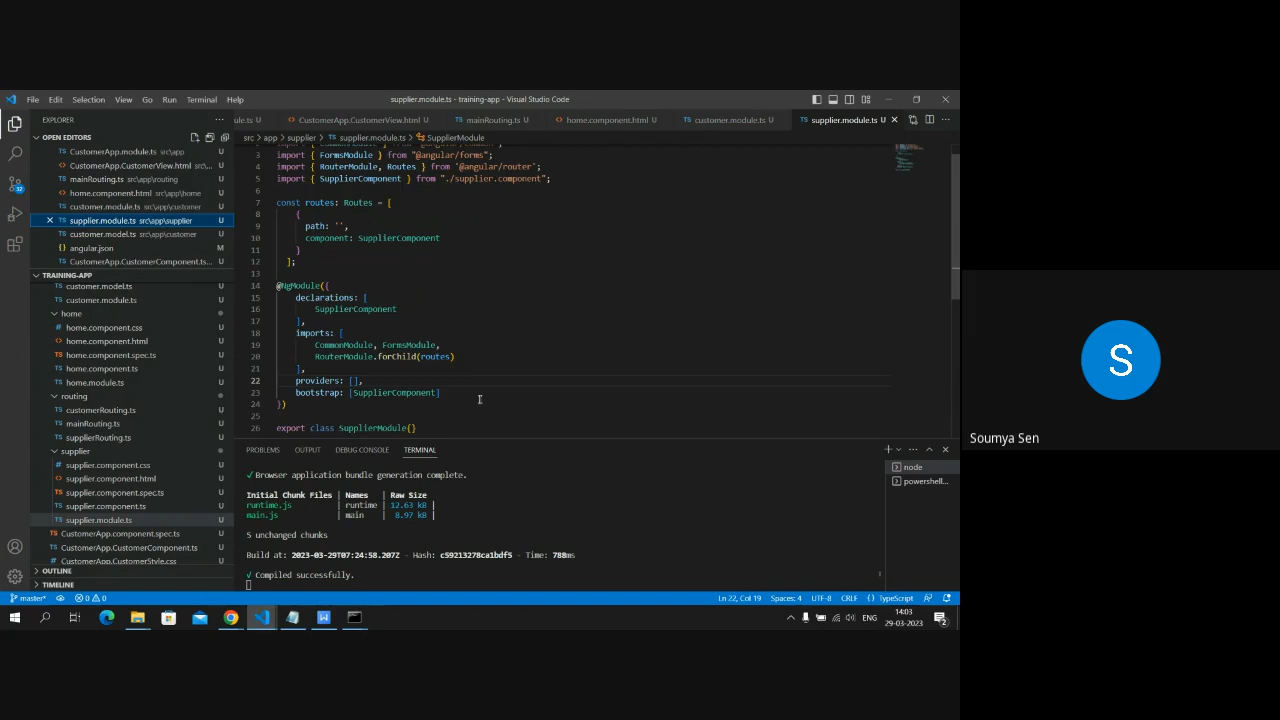 File Edit Selection View Go Run Terminal Help
supplier.module.ts - training-app - Visual Studio Code
EXPLORER
ule.ts U
CustomerApp.CustomerView.html U
mainRouting.ts U
home.component.html U
customer.module.ts U
supplier.module.ts U
src > app > supplier > supplier.module.ts > SupplierModule
OPEN EDITORS
CustomerApp.module.ts src\app U
CustomerApp.CustomerView.html src\... U
mainRouting.ts src\app\routing U
home.component.html src\app\home U
customer.module.ts src\app\customer U
supplier.module.ts src\app\supplier U
customer.model.ts src\app\customer U
angular.json M
CustomerApp.CustomerComponent.ts... U
TRAINING-APP
customer.model.ts U
customer.module.ts U
home
home.component.css U
home.component.html U
home.component.spec.ts U
home.component.ts U
home.module.ts U
routing
customerRouting.ts U
mainRouting.ts U
supplierRouting.ts U
supplier
supplier.component.css U
supplier.component.html U
supplier.component.spec.ts U
supplier.component.ts U
supplier.module.ts U
CustomerApp.component.spec.ts U
CustomerApp.CustomerComponent.ts U
CustomerApp.CustomerStyle.css U
OUTLINE
TIMELINE
3 import { FormsModule } from "@angular/forms";
4 import { RouterModule, Routes } from '@angular/router';
5 import { SupplierComponent } from "./supplier.component";
6
7 const routes: Routes = [
8 {
9 path: '',
10 component: SupplierComponent
11 }
12 ];
13
14 @NgModule({
15 declarations: [
16 SupplierComponent
17 ],
18 imports: [
19 CommonModule, FormsModule,
20 RouterModule.forChild(routes)
21 ],
22 providers: [],
23 bootstrap: [SupplierComponent]
24 })
25
26 export class SupplierModule{}
PROBLEMS OUTPUT DEBUG CONSOLE TERMINAL
node
powershell...
√ Browser application bundle generation complete.
Initial Chunk Files | Names | Raw Size
runtime.js | runtime | 12.63 kB |
main.js | main | 8.97 kB |
5 unchanged chunks
Build at: 2023-03-29T07:24:58.207Z - Hash: c59213278ca1bdf5 - Time: 788ms
√ Compiled successfully.
master* 0 0
Ln 22, Col 19 Spaces: 4 UTF-8 CRLF {} TypeScript
ENG
14:03
29-03-2023
2
S
Soumya Sen